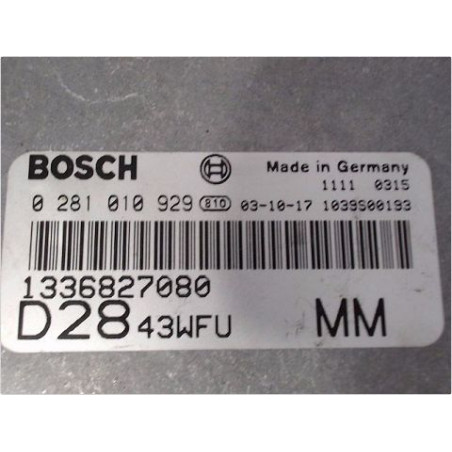 BOSCH Made in Germany
1111 0315
0 281 010 929 810 03-10-17 1039S00193
1336827080
D28 43WFU MM